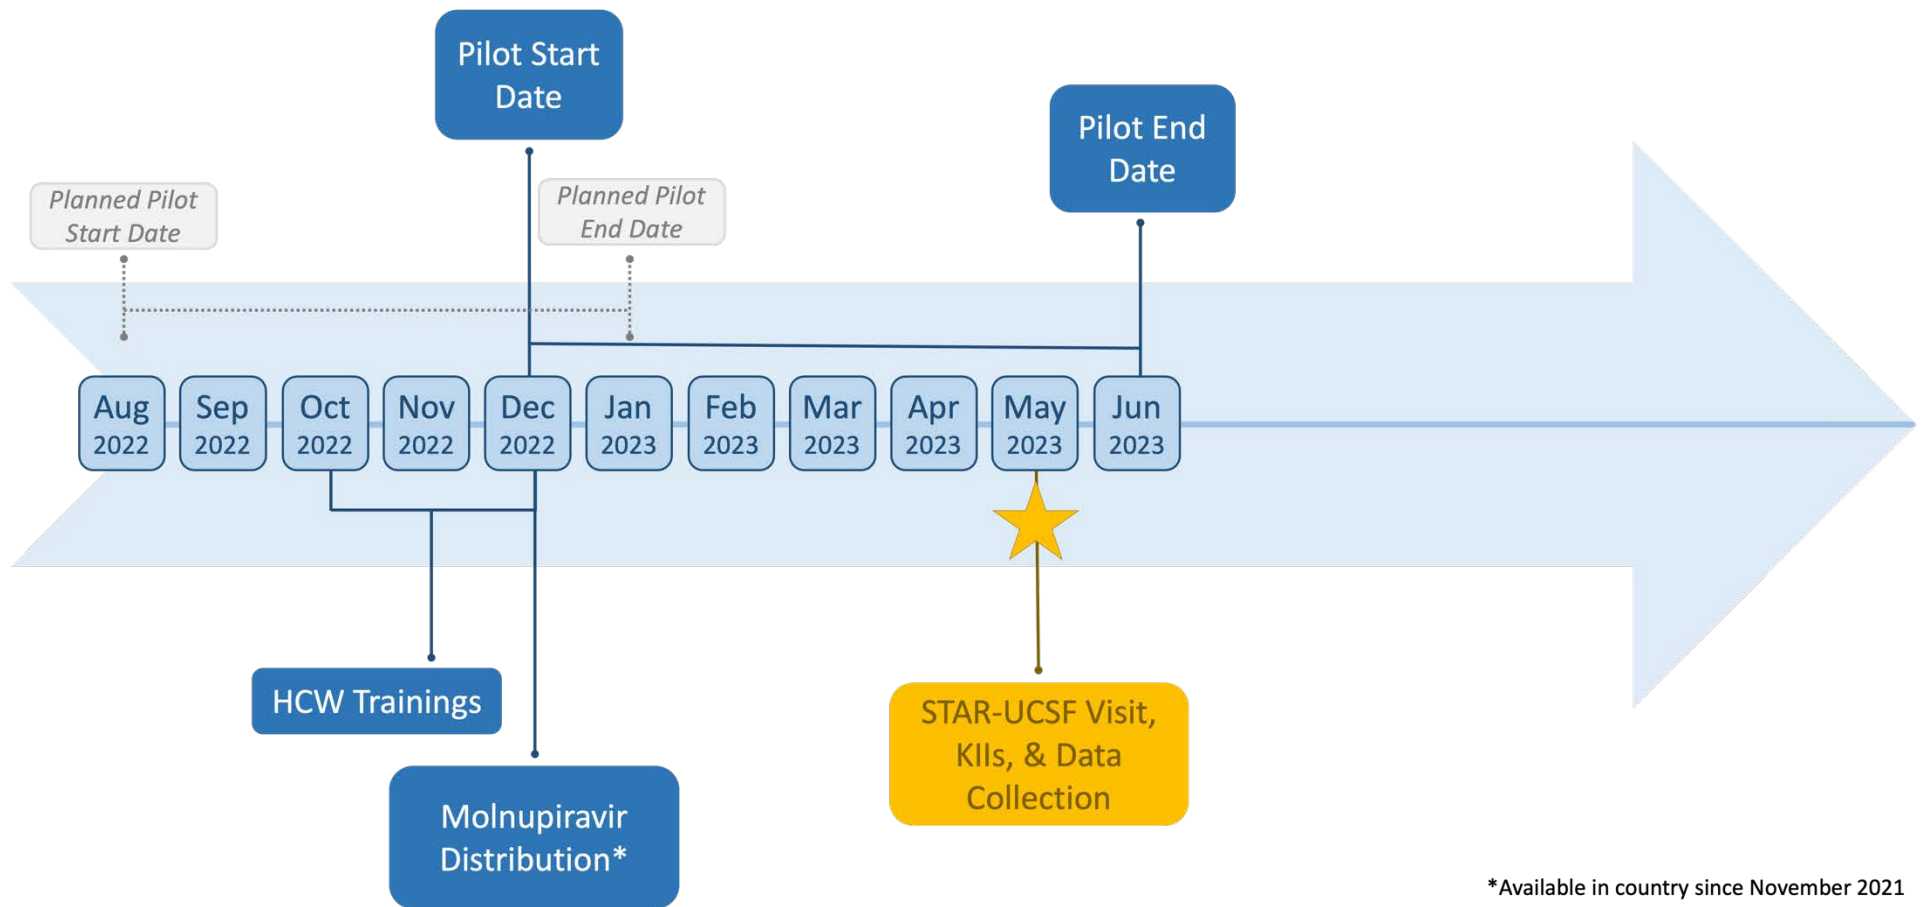 Pilot Start
Date
Pilot End
Date
Planned Pilot
Start Date
Planned Pilot
End Date
Aug
2022
Sep
2022
Oct
2022
Nov
2022
Dec
2022
Jan
2023
Feb
2023
Mar
2023
Apr
2023
May
2023
Jun
2023
HCW Trainings
Molnupiravir
Distribution*
STAR-UCSF Visit,
KIIs, & Data
Collection
*Available in country since November 2021